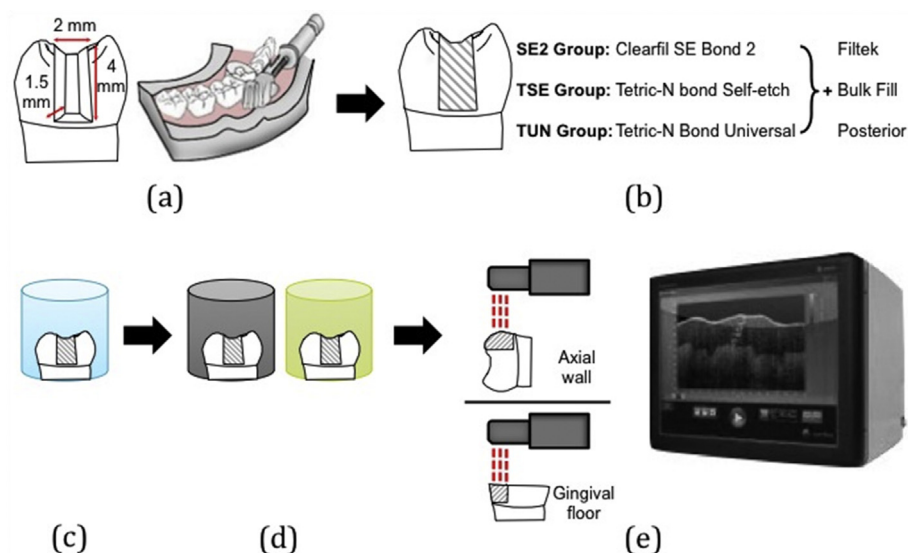 2 mm
1.5
mm
4
mm
(a)
SE2 Group: Clearfil SE Bond 2
TSE Group: Tetric-N bond Self-etch
TUN Group: Tetric-N Bond Universal
+
Filtek
Bulk Fill
Posterior
(b)
(c)
(d)
Axial
wall
Gingival
floor
(e)